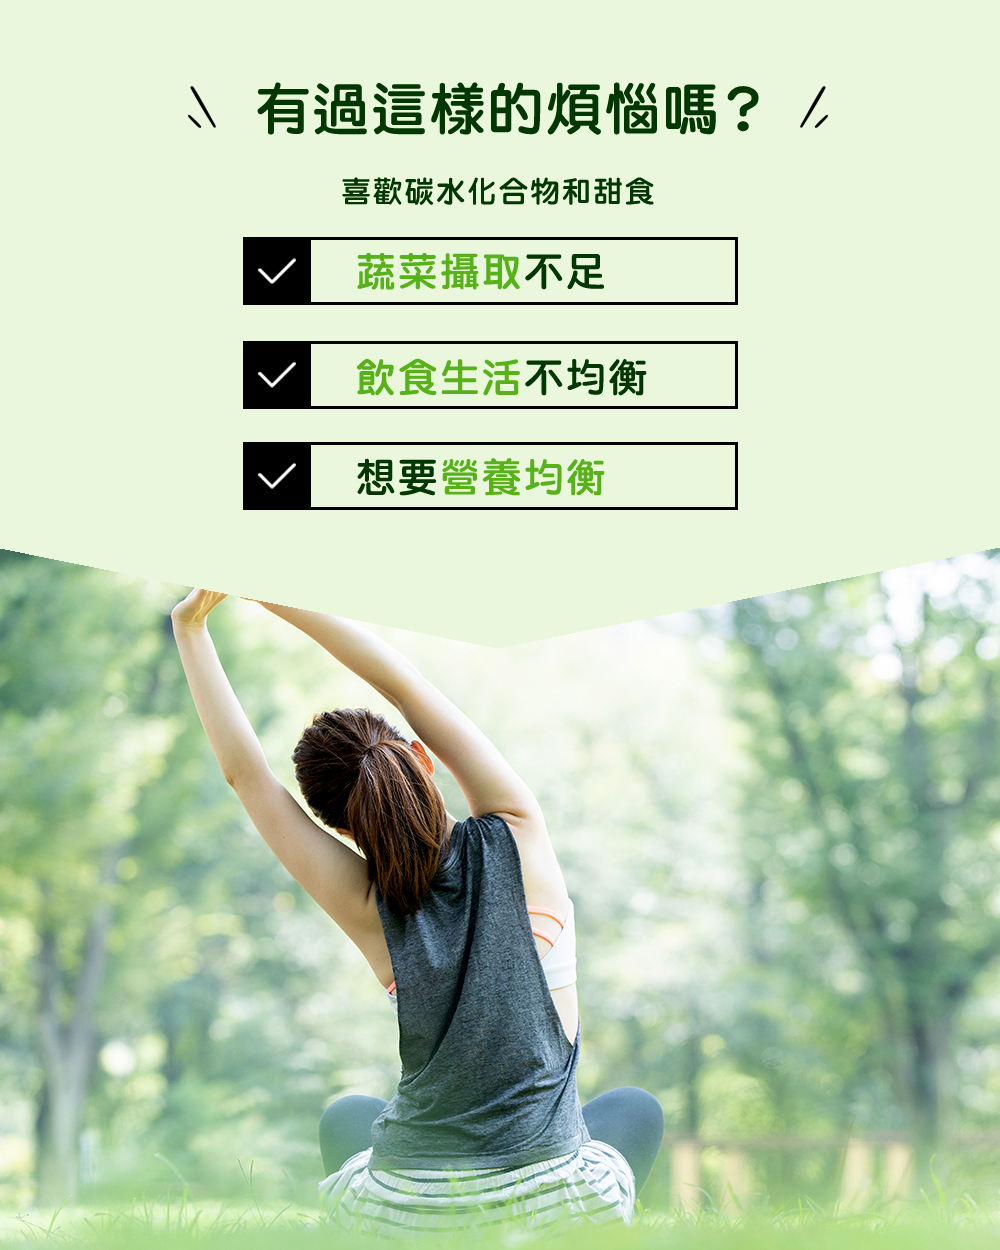 有過這樣的煩惱嗎？
喜歡碳水化合物和甜食
蔬菜攝取不足
飲食生活不均衡
想要營養均衡